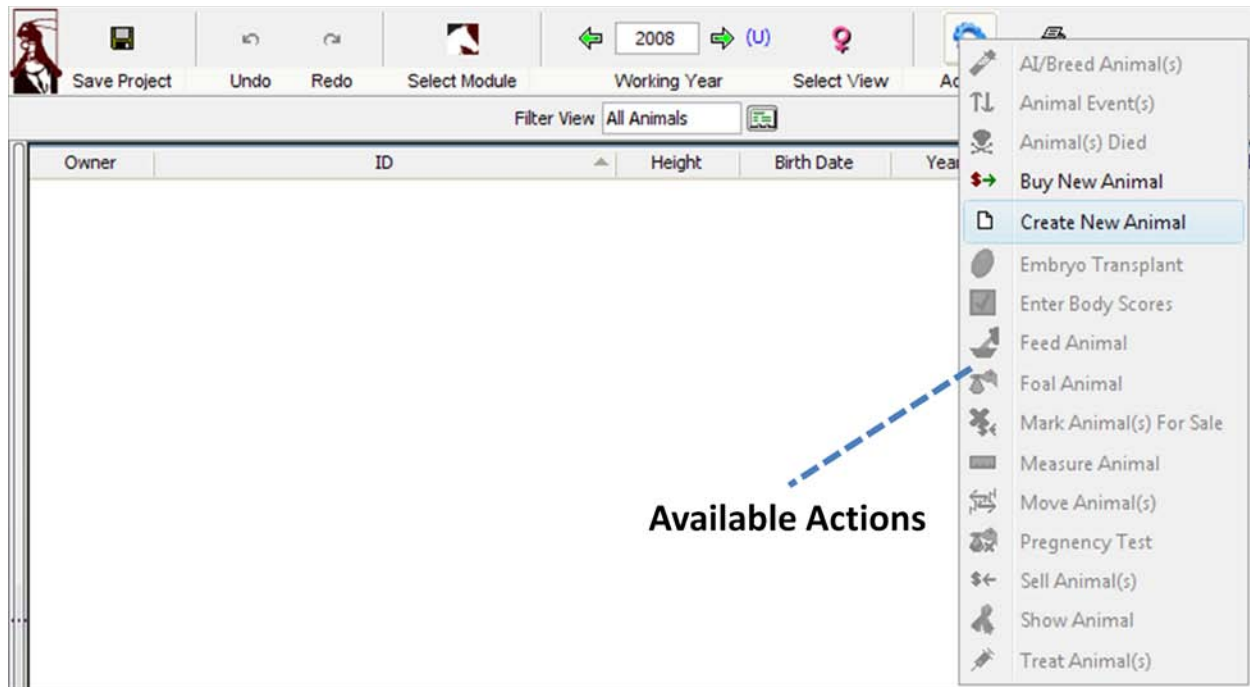 2008 (U)
Save Project Undo Redo Select Module Working Year Select View
Filter View All Animals
Owner ID Height Birth Date Year
AI/Breed Animal(s)
Animal Event(s)
Animal(s) Died
Buy New Animal
Create New Animal
Embryo Transplant
Enter Body Scores
Feed Animal
Foal Animal
Mark Animal(s) For Sale
Measure Animal
Move Animal(s)
Pregnency Test
Sell Animal(s)
Show Animal
Treat Animal(s)
Available Actions